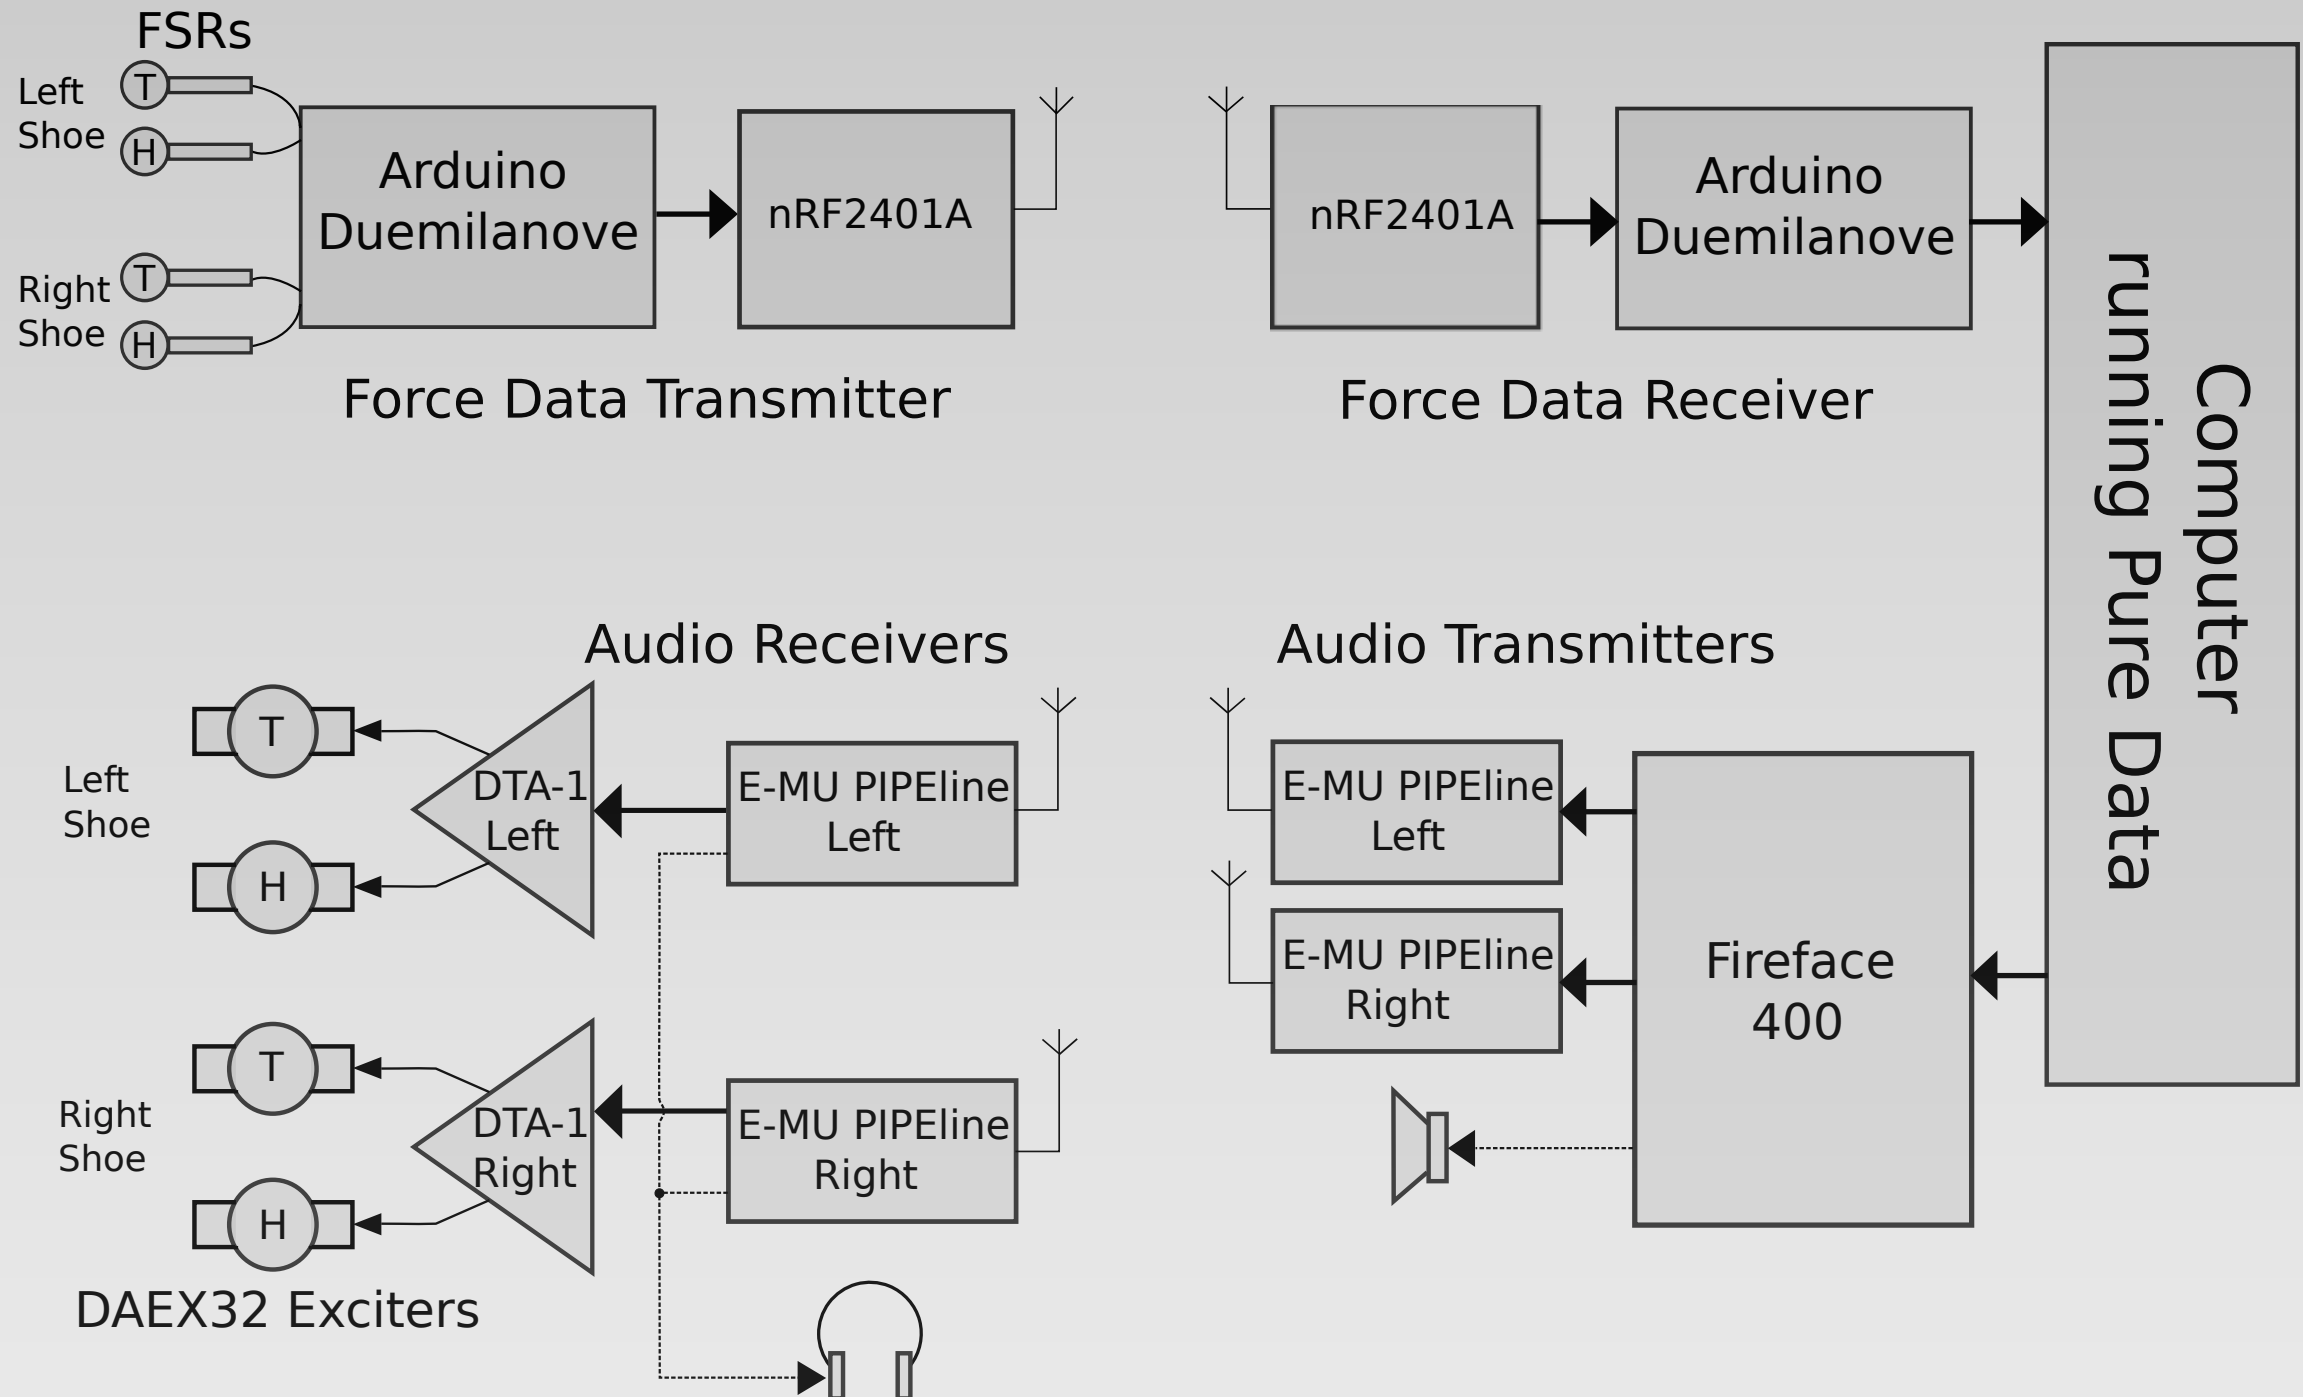 FSRs
Left
Shoe
T
H
Right
Shoe
T
H
Arduino
Duemilanove
nRF2401A
Force Data Transmitter
nRF2401A
Arduino
Duemilanove
Force Data Receiver
Computer
running Pure Data
Audio Receivers
Audio Transmitters
Left
Shoe
T
H
DTA-1
Left
E-MU PIPEline
Left
E-MU PIPEline
Left
E-MU PIPEline
Right
Fireface
400
Right
Shoe
T
H
DTA-1
Right
E-MU PIPEline
Right
DAEX32 Exciters